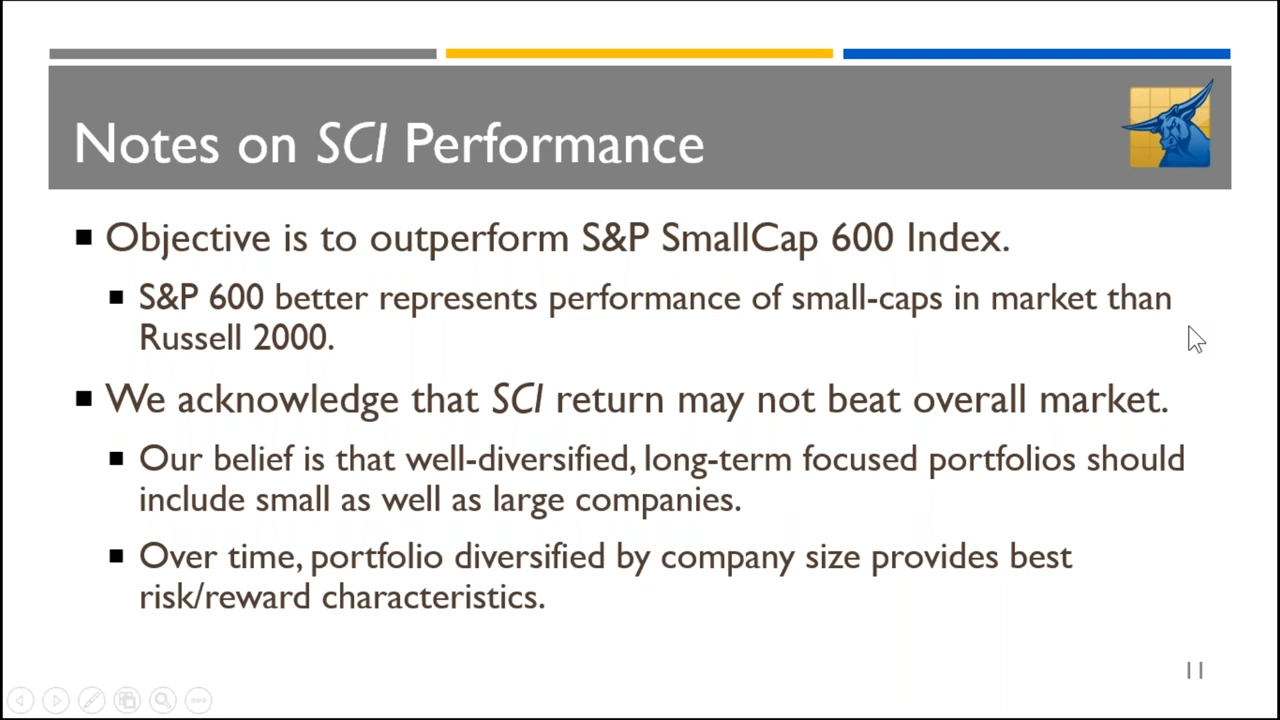 Notes on SCI Performance
Objective is to outperform S&P SmallCap 600 Index.
S&P 600 better represents performance of small-caps in market than
Russell 2000.
We acknowledge that SCI return may not beat overall market.
Our belief is that well-diversified, long-term focused portfolios should
include small as well as large companies.
Over time, portfolio diversified by company size provides best
risk/reward characteristics.
11